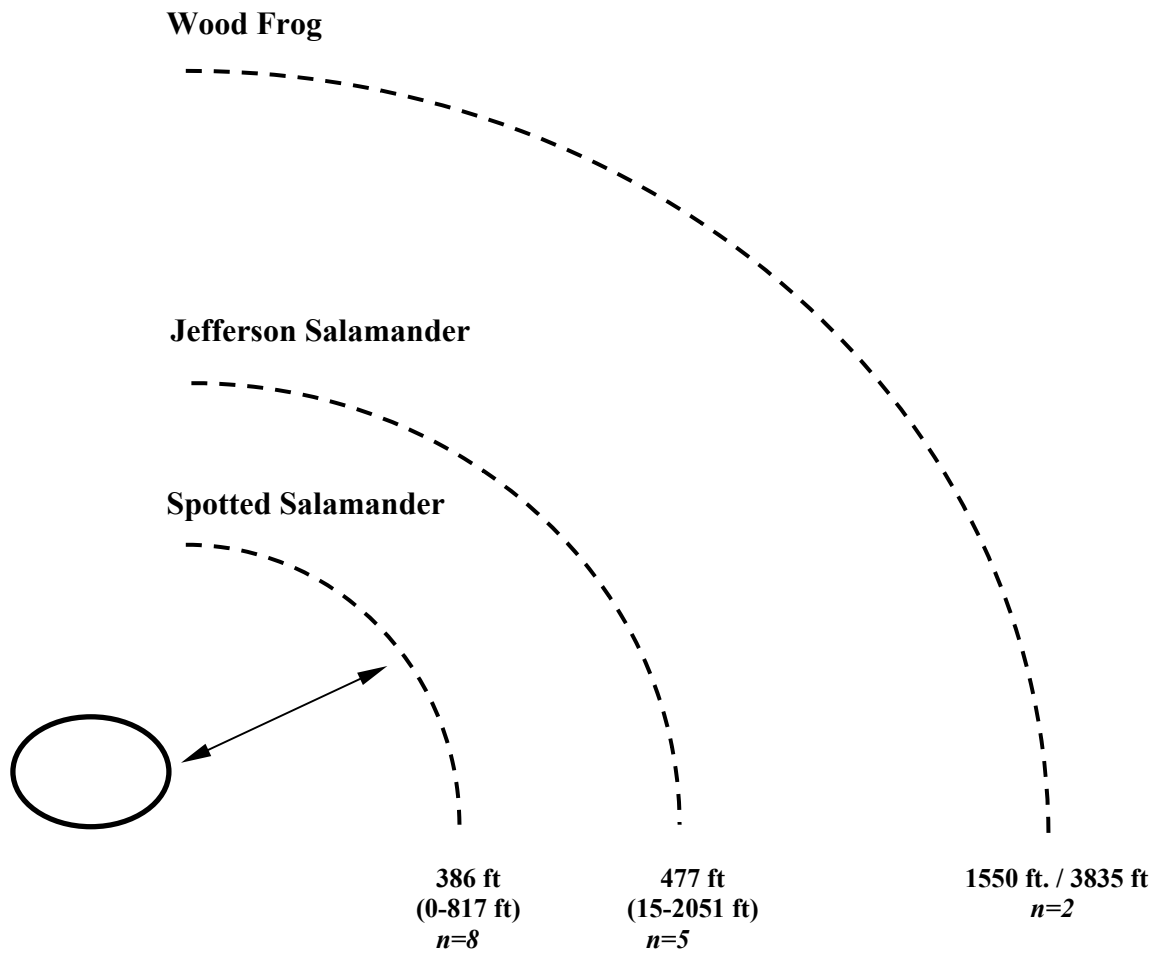 Wood Frog
Jefferson Salamander
Spotted Salamander
386 ft
(0-817 ft)
n=8
477 ft
(15-2051 ft)
n=5
1550 ft. / 3835 ft
n=2